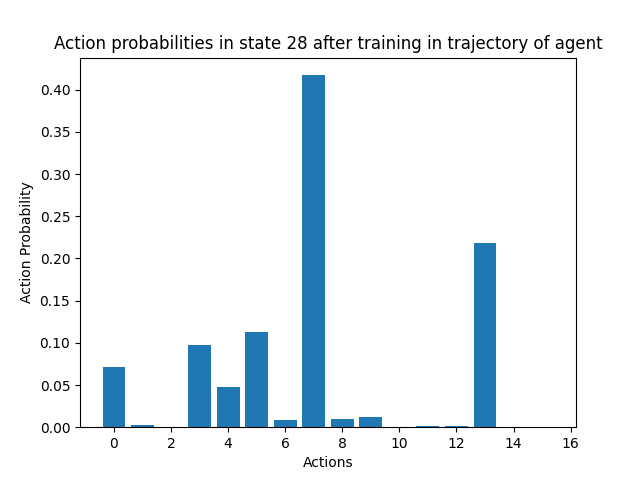 Action probabilities in state 28 after training in trajectory of agent
0.40
0.35
0.30
0.25
0.20
0.15
0.10
0.05
0.00
Action Probability
0 2 4 6 8 10 12 14 16
Actions